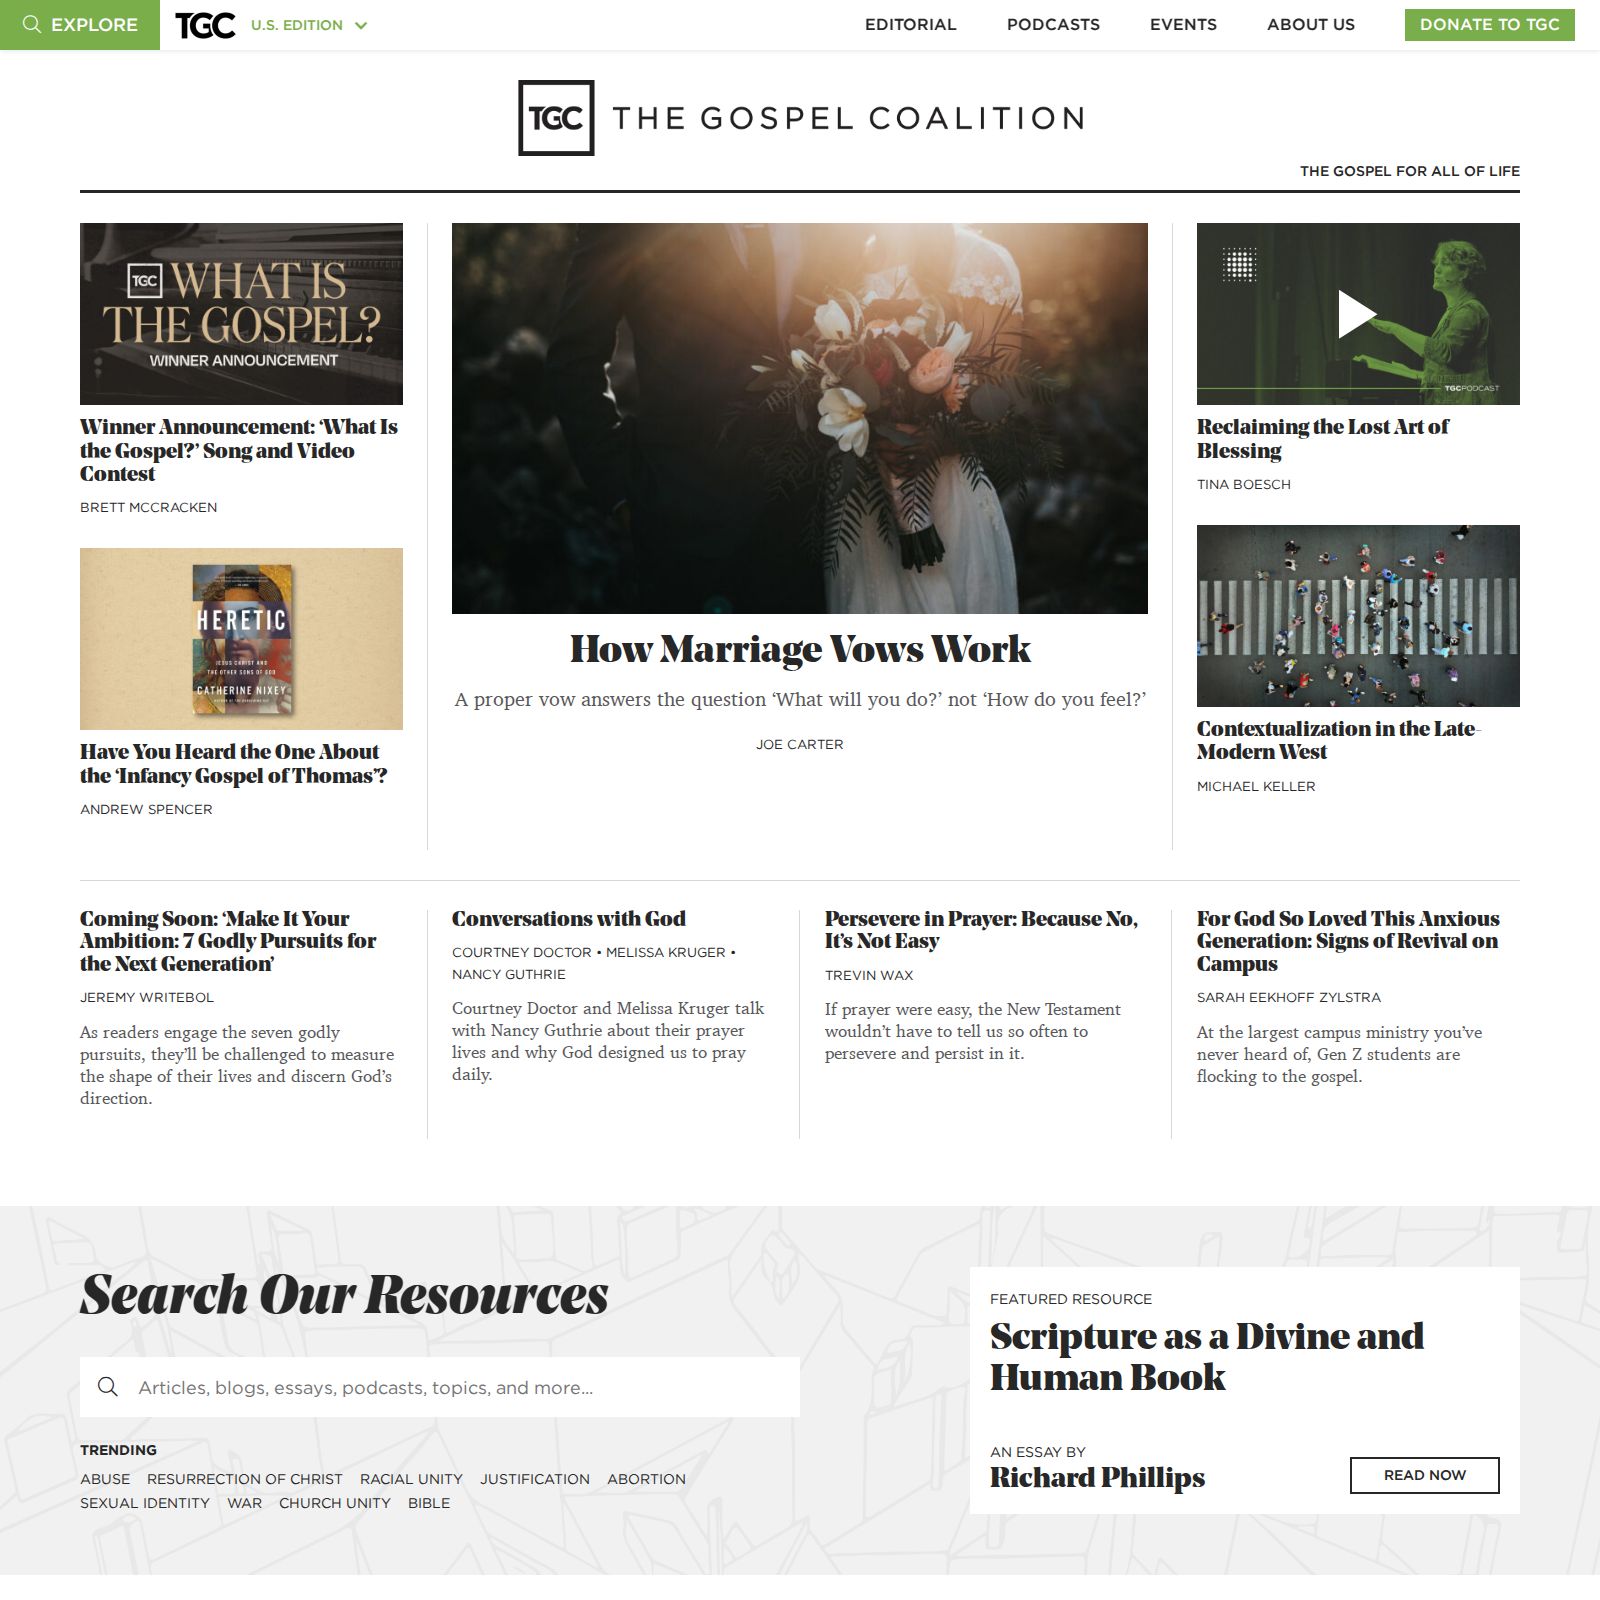 EXPLORE
TGC
U.S. EDITION
EDITORIAL
PODCASTS
EVENTS
ABOUT US
DONATE TO TGC
TGC
THE GOSPEL COALITION
THE GOSPEL FOR ALL OF LIFE
TGC WHAT IS
THE GOSPEL?
WINNER ANNOUNCEMENT
Winner Announcement: ‘What Is
the Gospel?’ Song and Video
Contest
BRETT MCCRACKEN
HERETIC
JESUS CHRIST AND
THE OTHER SONS OF GOD
CATHERINE NIXEY
Have You Heard the One About
the ‘Infancy Gospel of Thomas’?
ANDREW SPENCER
How Marriage Vows Work
A proper vow answers the question ‘What will you do?’ not ‘How do you feel?’
JOE CARTER
TGCPODCAST
Reclaiming the Lost Art of
Blessing
TINA BOESCH
Contextualization in the Late-
Modern West
MICHAEL KELLER
Coming Soon: ‘Make It Your
Ambition: 7 Godly Pursuits for
the Next Generation’
JEREMY WRITEBOL
As readers engage the seven godly
pursuits, they’ll be challenged to measure
the shape of their lives and discern God’s
direction.
Conversations with God
COURTNEY DOCTOR • MELISSA KRUGER •
NANCY GUTHRIE
Courtney Doctor and Melissa Kruger talk
with Nancy Guthrie about their prayer
lives and why God designed us to pray
daily.
Persevere in Prayer: Because No,
It’s Not Easy
TREVIN WAX
If prayer were easy, the New Testament
wouldn’t have to tell us so often to
persevere and persist in it.
For God So Loved This Anxious
Generation: Signs of Revival on
Campus
SARAH EEKHOFF ZYLSTRA
At the largest campus ministry you’ve
never heard of, Gen Z students are
flocking to the gospel.
Search Our Resources
Articles, blogs, essays, podcasts, topics, and more...
TRENDING
ABUSE RESURRECTION OF CHRIST RACIAL UNITY JUSTIFICATION ABORTION
SEXUAL IDENTITY WAR CHURCH UNITY BIBLE
FEATURED RESOURCE
Scripture as a Divine and
Human Book
AN ESSAY BY
Richard Phillips
READ NOW